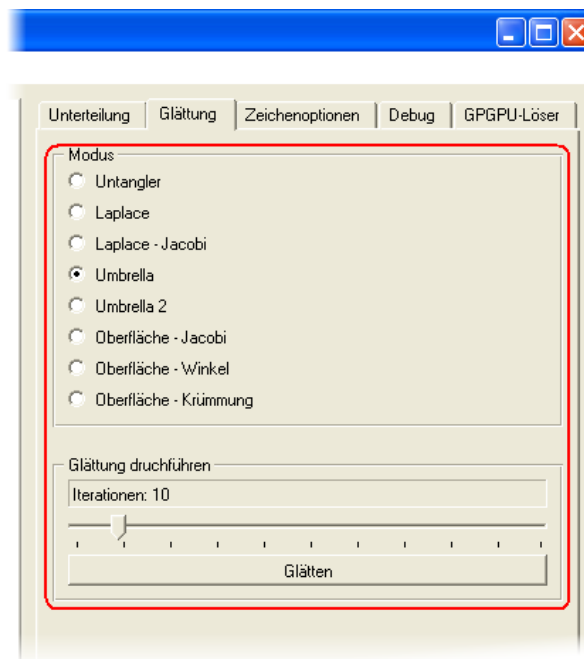 Unterteilung Glättung Zeichenoptionen Debug GPGPU-Löser
Modus
Untangler
Laplace
Laplace - Jacobi
Umbrella
Umbrella 2
Oberfläche - Jacobi
Oberfläche - Winkel
Oberfläche - Krümmung
Glättung druchführen
Iterationen: 10
Glätten